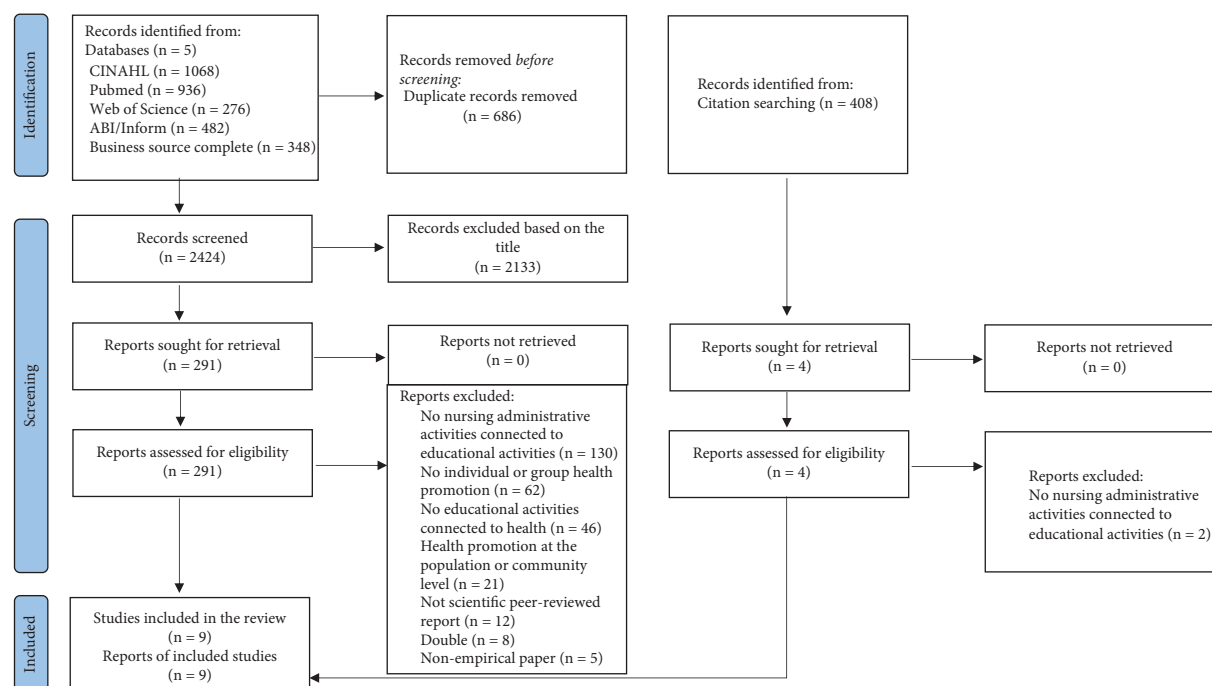 Identification
Records identified from:
Databases (n = 5)
CINAHL (n = 1068)
Pubmed (n = 936)
Web of Science (n = 276)
ABI/Inform (n = 482)
Business source complete (n = 348)
Records removed before
screening:
Duplicate records removed
(n = 686)
Records identified from:
Citation searching (n = 408)
Screening
Records screened
(n = 2424)
Records excluded based on the
title
(n = 2133)
Reports sought for retrieval
(n = 291)
Reports not retrieved
(n = 0)
Reports sought for retrieval
(n = 4)
Reports not retrieved
(n = 0)
Reports assessed for eligibility
(n = 291)
Reports excluded:
No nursing administrative
activities connected to
educational activities (n = 130)
No individual or group health
promotion (n = 62)
No educational activities
connected to health (n = 46)
Health promotion at the
population or community
level (n = 21)
Not scientific peer-reviewed
report (n = 12)
Double (n = 8)
Non-empirical paper (n = 5)
Reports assessed for eligibility
(n = 4)
Reports excluded:
No nursing administrative
activities connected to
educational activities (n = 2)
Included
Studies included in the review
(n = 9)
Reports of included studies
(n = 9)